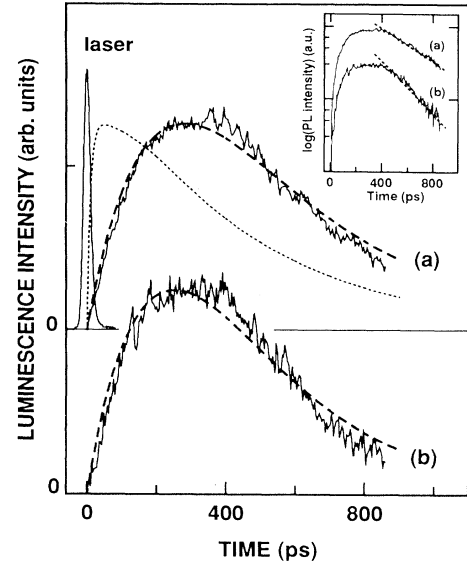 laser
LUMINESCENCE INTENSITY (arb. units)
0
(a)
0
(b)
0
400
800
TIME (ps)
log(PL intensity) (a.u.)
(a)
(b)
0
400
800
Time (ps)